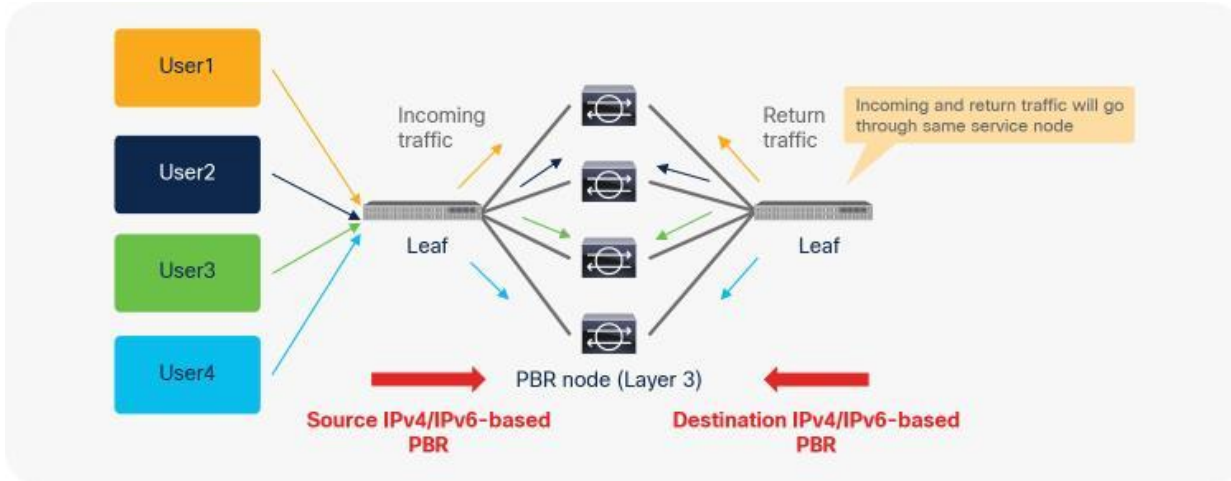 User1
User2
User3
User4
Incoming
traffic
Leaf
Return
traffic
Incoming and return traffic will go
through same service node
Leaf
PBR node (Layer 3)
Source IPv4/IPv6-based
PBR
Destination IPv4/IPv6-based
PBR